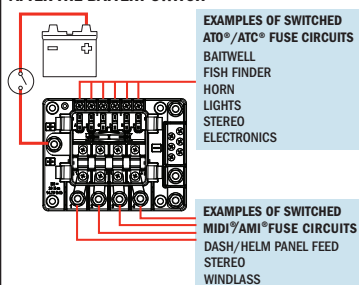 AFTER THE BATTERY SWITCH
EXAMPLES OF SWITCHED
ATO®/ATC® FUSE CIRCUITS
BAITWELL
FISH FINDER
HORN
LIGHTS
STEREO
ELECTRONICS
EXAMPLES OF SWITCHED
MIDI®/AMI®FUSE CIRCUITS
DASH/HELM PANEL FEED
STEREO
WINDLASS